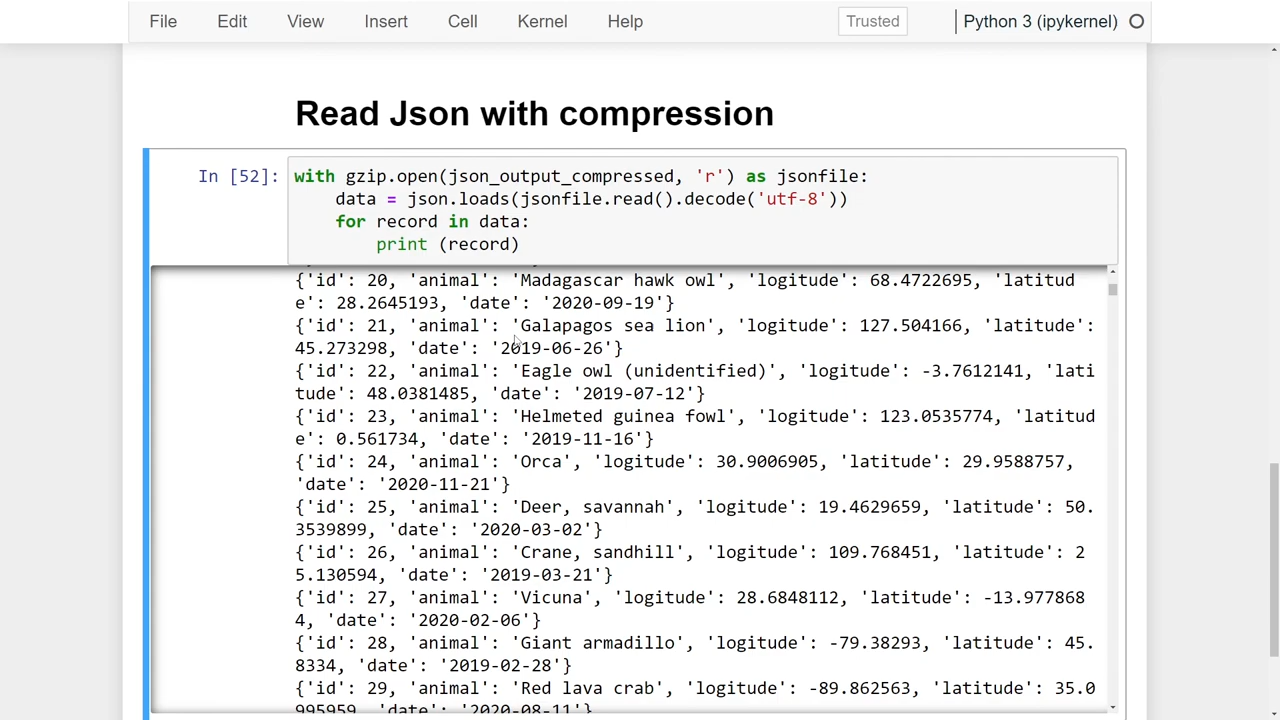 File Edit View Insert Cell Kernel Help Trusted Python 3 (ipykernel)
Read Json with compression
In [52]: with gzip.open(json_output_compressed, 'r') as jsonfile:
data = json.loads(jsonfile.read().decode('utf-8'))
for record in data:
print (record)
{'id': 20, 'animal': 'Madagascar hawk owl', 'logitude': 68.4722695, 'latitud
e': 28.2645193, 'date': '2020-09-19'}
{'id': 21, 'animal': 'Galapagos sea lion', 'logitude': 127.504166, 'latitude':
45.273298, 'date': '2019-06-26'}
{'id': 22, 'animal': 'Eagle owl (unidentified)', 'logitude': -3.7612141, 'lati
tude': 48.0381485, 'date': '2019-07-12'}
{'id': 23, 'animal': 'Helmeted guinea fowl', 'logitude': 123.0535774, 'latitud
e': 0.561734, 'date': '2019-11-16'}
{'id': 24, 'animal': 'Orca', 'logitude': 30.9006905, 'latitude': 29.9588757,
'date': '2020-11-21'}
{'id': 25, 'animal': 'Deer, savannah', 'logitude': 19.4629659, 'latitude': 50.
3539899, 'date': '2020-03-02'}
{'id': 26, 'animal': 'Crane, sandhill', 'logitude': 109.768451, 'latitude': 2
5.130594, 'date': '2019-03-21'}
{'id': 27, 'animal': 'Vicuna', 'logitude': 28.6848112, 'latitude': -13.977868
4, 'date': '2020-02-06'}
{'id': 28, 'animal': 'Giant armadillo', 'logitude': -79.38293, 'latitude': 45.
8334, 'date': '2019-02-28'}
{'id': 29, 'animal': 'Red lava crab', 'logitude': -89.862563, 'latitude': 35.0
995959, 'date': '2020-08-11'}